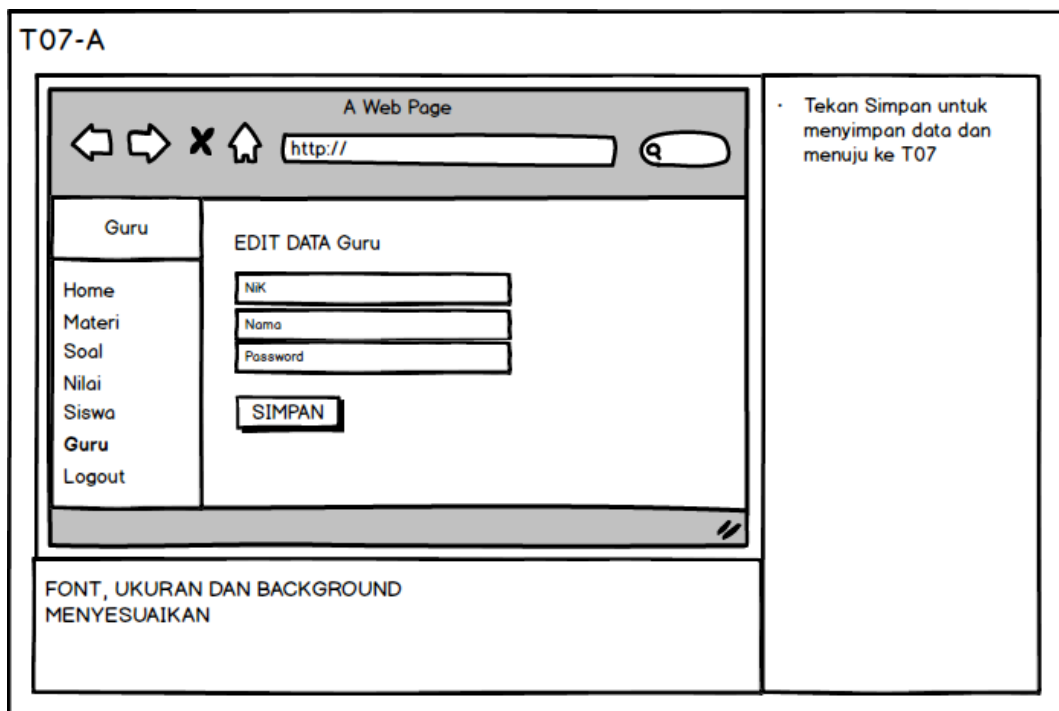 T07-A
A Web Page
http://
Guru
Home
Materi
Soal
Nilai
Siswa
Guru
Logout
EDIT DATA Guru
NiK
Nama
Password
SIMPAN
· Tekan Simpan untuk
menyimpan data dan
menuju ke T07
FONT, UKURAN DAN BACKGROUND
MENYESUAIKAN